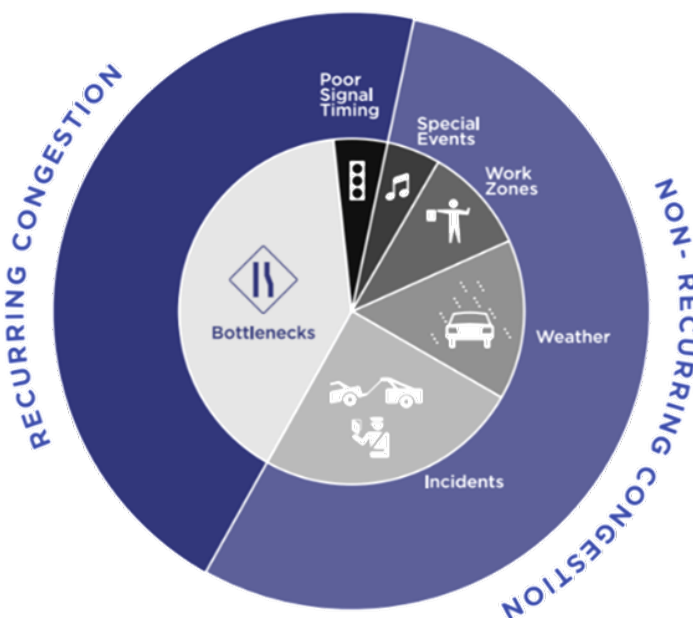 RECURRING CONGESTION
Poor
Signal
Timing
Special
Events
Work
Zones
Bottlenecks
Weather
Incidents
NON- RECURRING CONGESTION